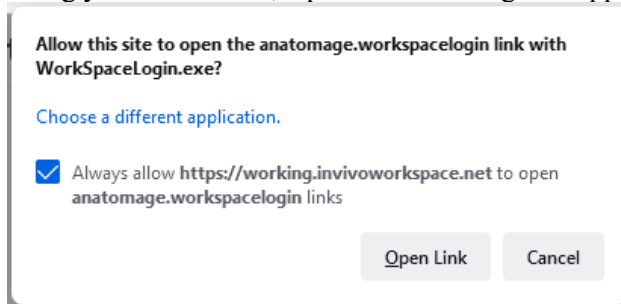 Allow this site to open the anatomage.workspacelogin link with
WorkSpaceLogin.exe?
Choose a different application.
Always allow https://working.invivoworkspace.net to open
anatomage.workspacelogin links
Open Link Cancel